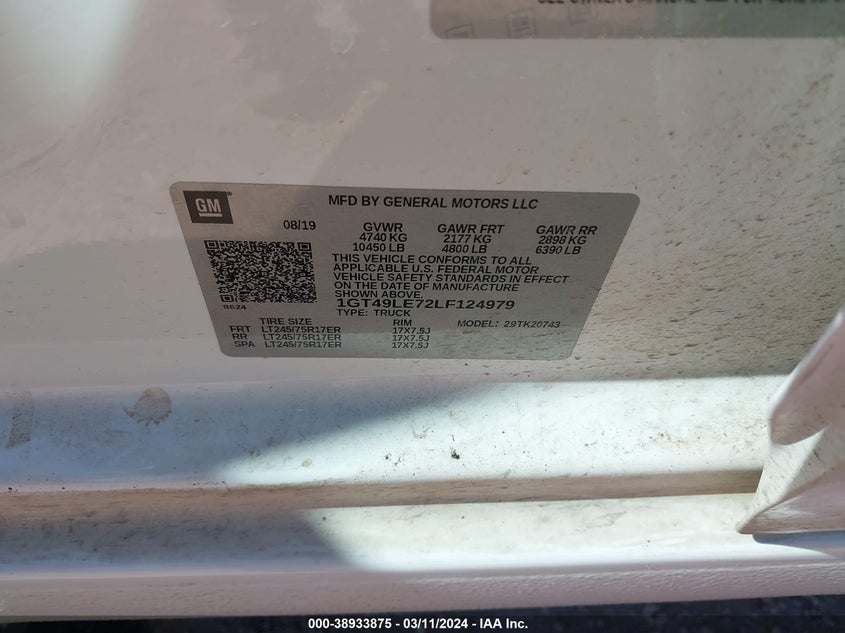 GM
MFD BY GENERAL MOTORS LLC
08/19
GVWR GAWR FRT GAWR RR
4740 KG 2177 KG 2898 KG
10450 LB 4800 LB 6390 LB
THIS VEHICLE CONFORMS TO ALL
APPLICABLE U.S. FEDERAL MOTOR
VEHICLE SAFETY STANDARDS IN EFFECT
ON THE DATE OF MANUFACTURE
SHOWN ABOVE.
1GT49LE72LF124979
TYPE: TRUCK MODEL: 29TK20743
TIRE SIZE RIM
FRT LT245/75R17ER 17X7.5J
RR LT245/75R17ER 17X7.5J
SPA LT245/75R17ER 17X7.5J
000-38933875 - 03/11/2024 - IAA Inc.